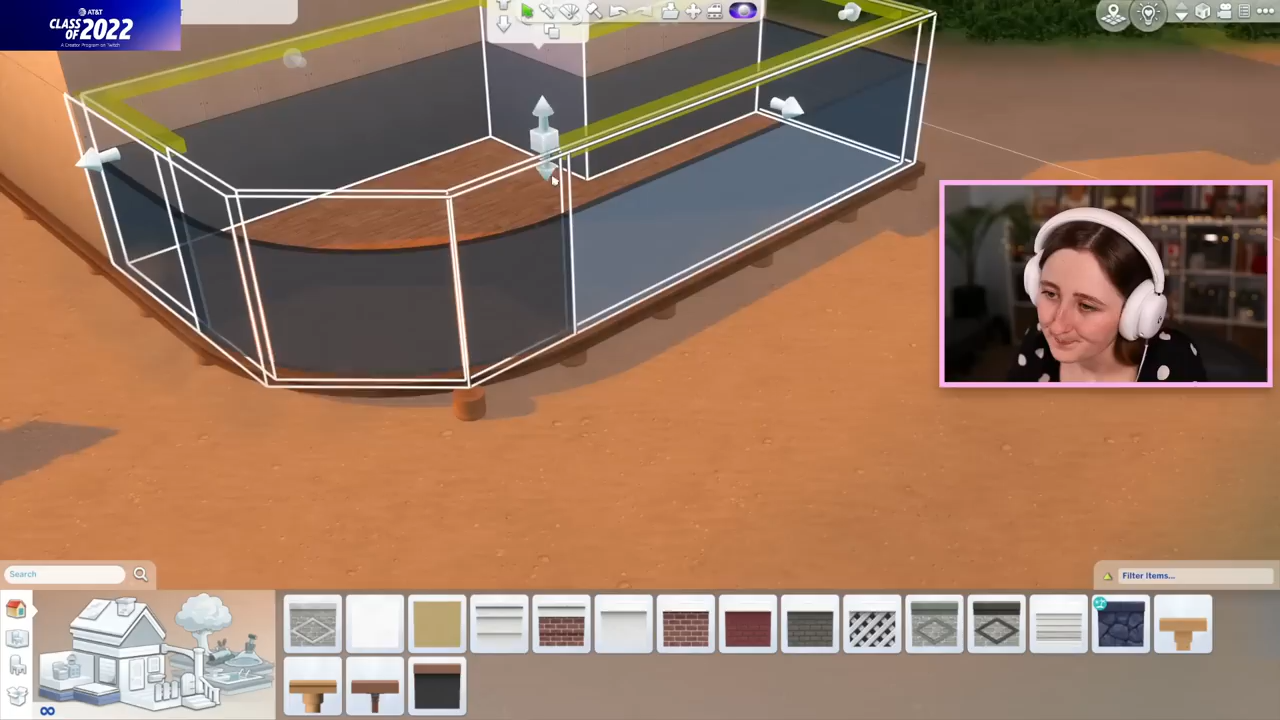 AT&T
CLASS
OF 2022
A Creator Program on Twitch
Search
Filter Items...